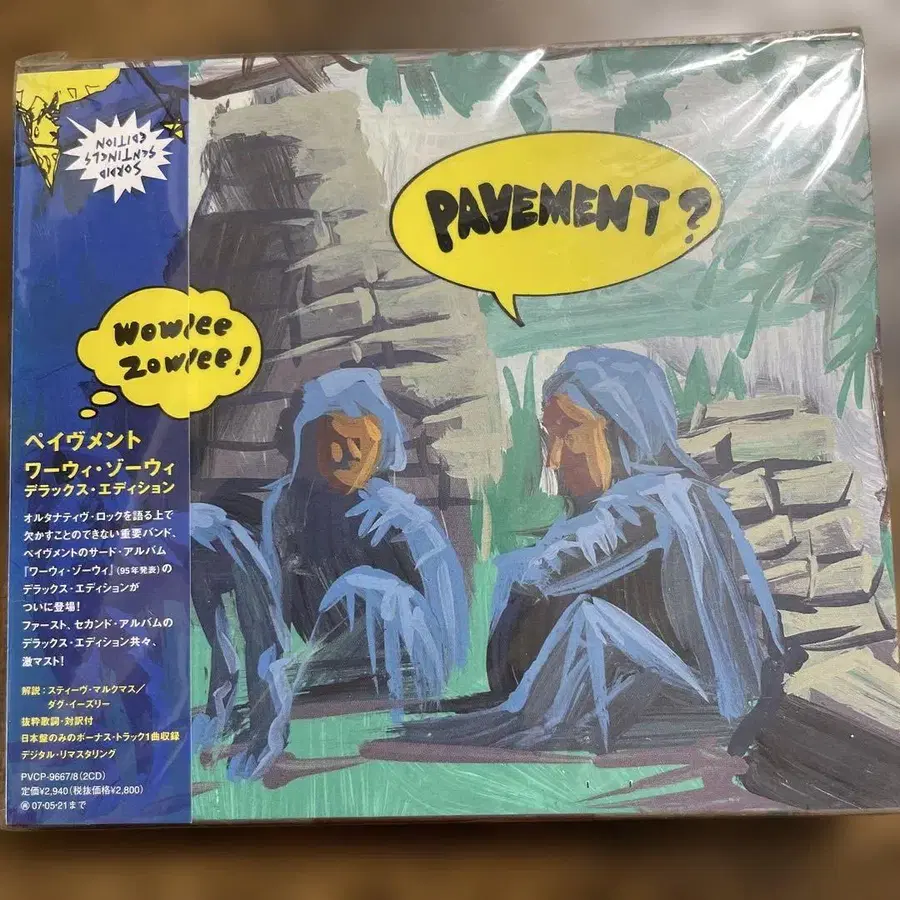 SORDID
SENTINELS
EDITION
PAVEMENT?
Wowee
Zowee!
ペイヴメント
ワーウィ・ゾーウィ
デラックス・エディション
オルタナティヴ・ロックを語る上で
欠かすことのできない重要バンド、
ペイヴメントのサード・アルバム
『ワーウィ・ゾーウィ』(95年発表)の
デラックス・エディションが
ついに登場!
ファースト、セカンド・アルバムの
デラックス・エディション共々、
激マスト!
解説:スティーヴ・マルクマス/
ダグ・イーズリー
抜粋歌詞・対訳付
日本盤のみのボーナス・トラック1曲収録
デジタル・リマスタリング
PVCP-9667/8(2CD)
定価¥2,940(税抜価格¥2,800)
Ⓡ07・05・21まで